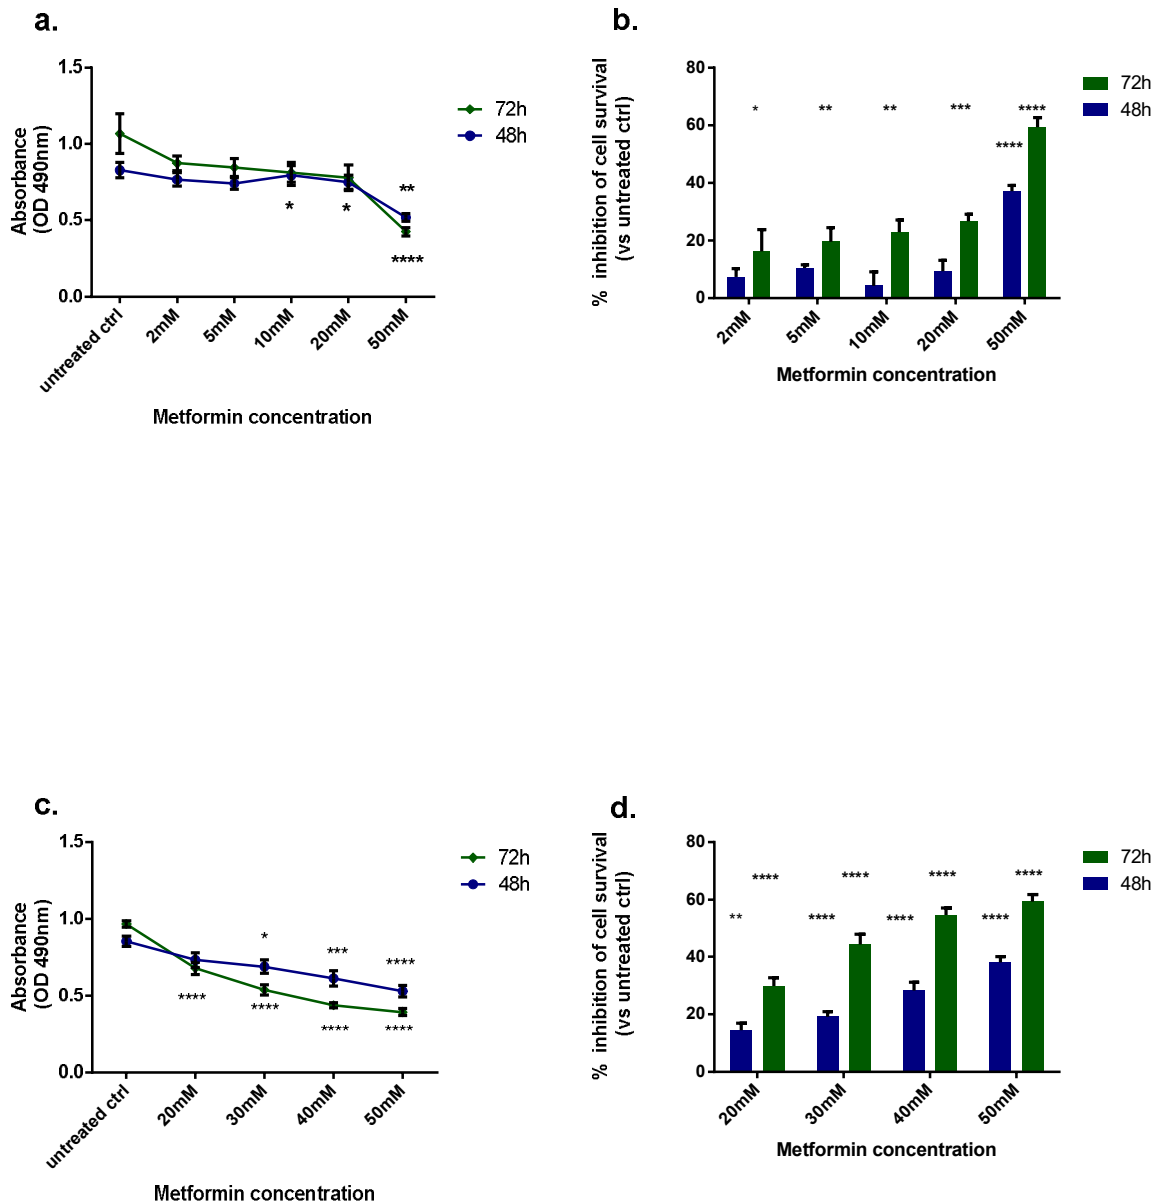 a.
Absorbance
(OD 490nm)
1.5
1.0
0.5
0.0
72h
48h
* * **
****
untreated ctrl 2mM 5mM 10mM 20mM 50mM
Metformin concentration
b.
% inhibition of cell survival
(vs untreated ctrl)
80
60
40
20
0
72h
48h
* ** ** *** ****
****
2mM 5mM 10mM 20mM 50mM
Metformin concentration
c.
Absorbance
(OD 490nm)
1.5
1.0
0.5
0.0
72h
48h
* *** ****
**** **** **** ****
untreated ctrl 20mM 30mM 40mM 50mM
Metformin concentration
d.
% inhibition of cell survival
(vs untreated ctrl)
80
60
40
20
0
72h
48h
**** **** **** ****
** **** **** ****
20mM 30mM 40mM 50mM
Metformin concentration